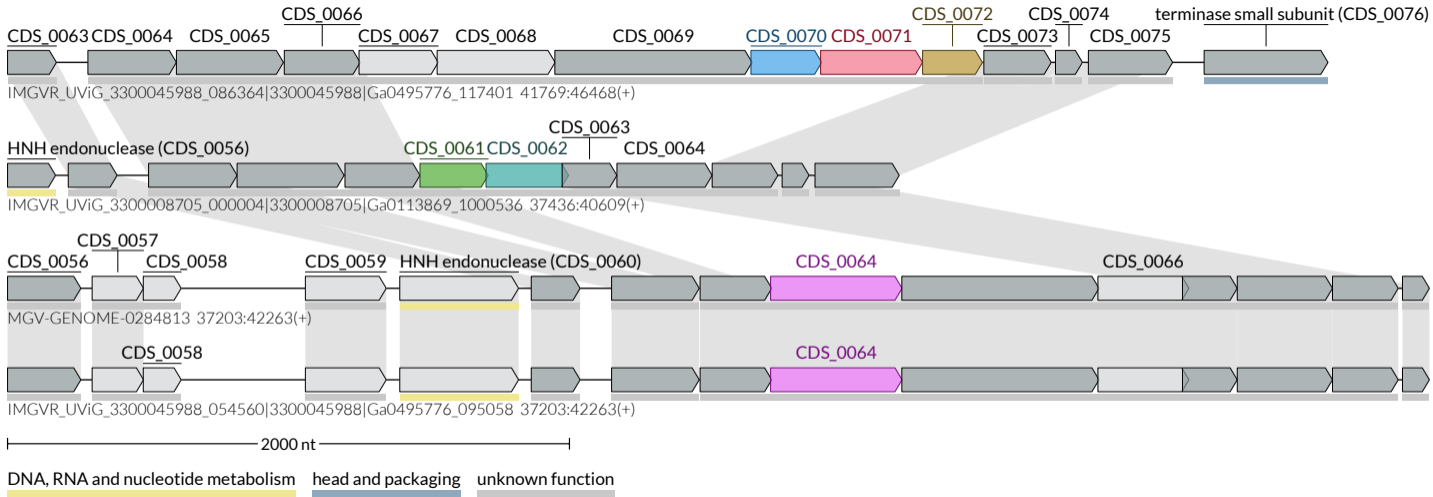 CDS_0066 CDS_0072 CDS_0074 terminase small subunit (CDS_0076)
CDS_0063 CDS_0064 CDS_0065 CDS_0067 CDS_0068 CDS_0069 CDS_0070 CDS_0071 CDS_0073 CDS_0075
IMGVR_UViG_3300045988_086364|3300045988|Ga0495776_117401 41769:46468(+)
CDS_0063
HNH endonuclease (CDS_0056) CDS_0061 CDS_0062 CDS_0064
IMGVR_UViG_3300008705_000004|3300008705|Ga0113869_1000536 37436:40609(+)
CDS_0057
CDS_0056 CDS_0058 CDS_0059 HNH endonuclease (CDS_0060) CDS_0064 CDS_0066
MGV-GENOME-0284813 37203:42263(+)
CDS_0058 CDS_0064
IMGVR_UViG_3300045988_054560|3300045988|Ga0495776_095058 37203:42263(+)
2000 nt
DNA, RNA and nucleotide metabolism head and packaging unknown function